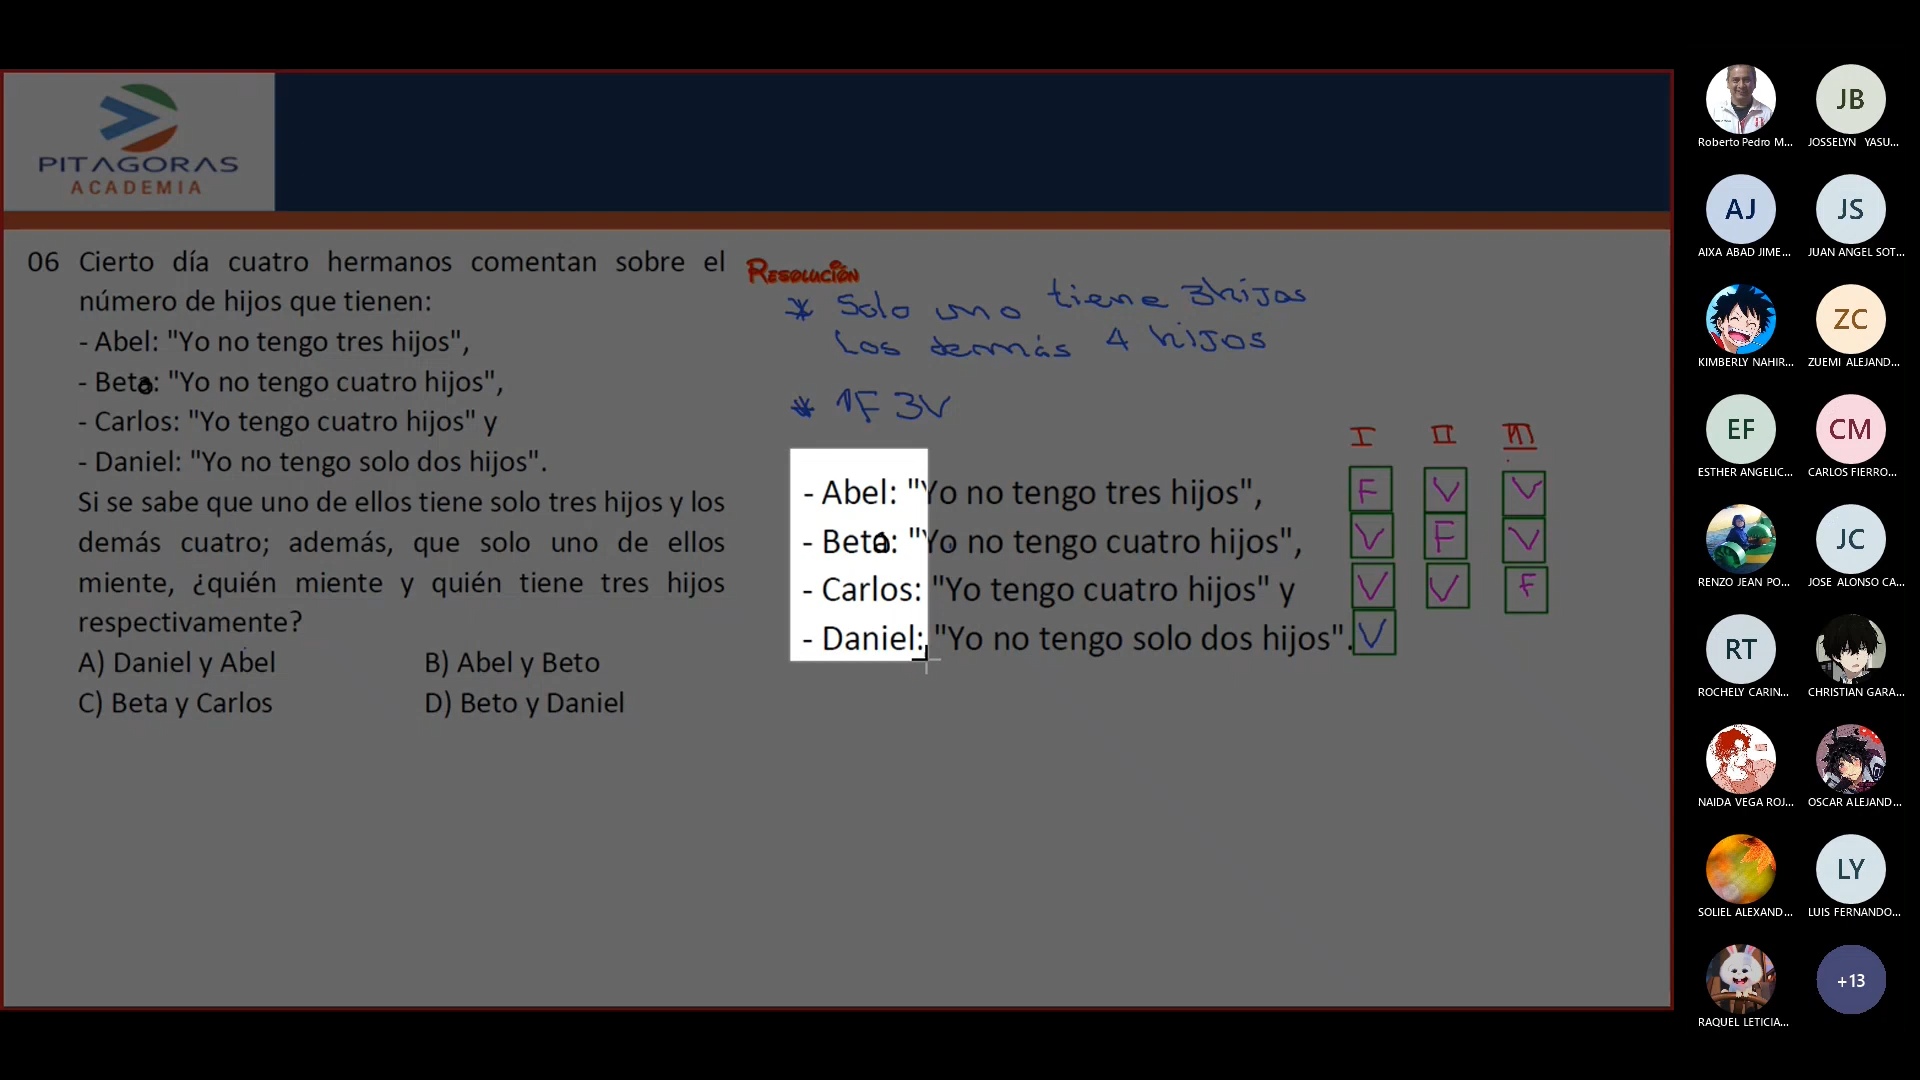 PITAGORAS
ACADEMIA
06 Cierto día cuatro hermanos comentan sobre el
número de hijos que tienen:
- Abel: "Yo no tengo tres hijos",
- Beta: "Yo no tengo cuatro hijos",
- Carlos: "Yo tengo cuatro hijos" y
- Daniel: "Yo no tengo solo dos hijos".
Si se sabe que uno de ellos tiene solo tres hijos y los
demás cuatro; además, que solo uno de ellos
miente, ¿quién miente y quién tiene tres hijos
respectivamente?
A) Daniel y Abel B) Abel y Beto
C) Beta y Carlos D) Beto y Daniel
RESOLUCIÓN
* Solo uno tiene 3hijos
Los demás 4 hijos
* 1F 3V
I II III
- Abel: "Yo no tengo tres hijos", F V V
- Beta: "Yo no tengo cuatro hijos", V F V
- Carlos: "Yo tengo cuatro hijos" y V V F
- Daniel: "Yo no tengo solo dos hijos". V
Roberto Pedro M...
JB
JOSSELYN YASU...
AJ
AIXA ABAD JIME...
JS
JUAN ANGEL SOT...
KIMBERLY NAHIR...
ZC
ZUEMI ALEJAND...
EF
ESTHER ANGELIC...
CM
CARLOS FIERRO...
RENZO JEAN PO...
JC
JOSE ALONSO CA...
RT
ROCHELY CARIN...
CHRISTIAN GARA...
NAIDA VEGA ROJ...
OSCAR ALEJAND...
SOLIEL ALEXAND...
LY
LUIS FERNANDO...
RAQUEL LETICIA...
+13